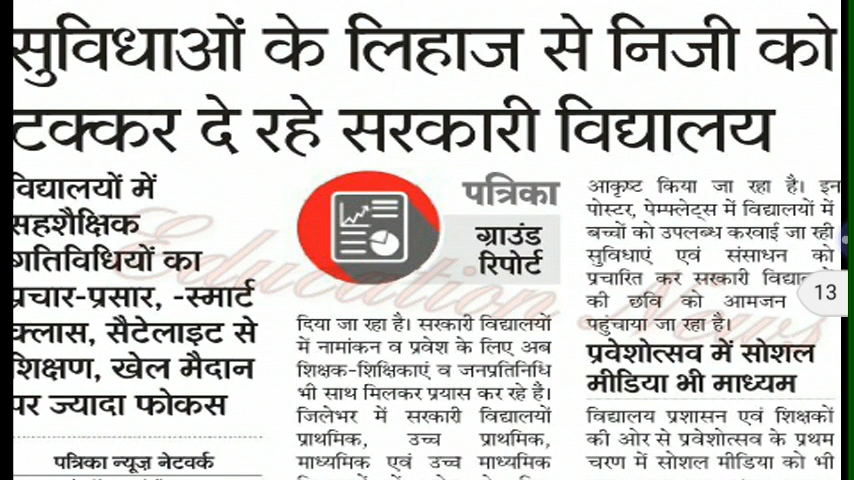 सुविधाओं के लिहाज से निजी को
टक्कर दे रहे सरकारी विद्यालय
विद्यालयों में
सहशैक्षिक
गतिविधियों का
प्रचार-प्रसार, -स्मार्ट
क्लास, सैटेलाइट से
शिक्षण, खेल मैदान
पर ज्यादा फोकस
पत्रिका न्यूज़ नेटवर्क
पत्रिका
ग्राउंड
रिपोर्ट
दिया जा रहा है। सरकारी विद्यालयों
में नामांकन व प्रवेश के लिए अब
शिक्षक-शिक्षिकाएं व जनप्रतिनिधि
भी साथ मिलकर प्रयास कर रहे हैं।
जिलेभर में सरकारी विद्यालयों
प्राथमिक, उच्च प्राथमिक,
माध्यमिक एवं उच्च माध्यमिक
आकृष्ट किया जा रहा है। इन
पोस्टर, पेम्फ्लेट्स में विद्यालयों में
बच्चों को उपलब्ध करवाई जा रही
सुविधाएं एवं संसाधन को
प्रचारित कर सरकारी
की छवि को आमजन
पहुंचाया जा रहा है।
प्रवेशोत्सव में सोशल
मीडिया भी माध्यम
विद्यालय प्रशासन एवं शिक्षकों
की ओर से प्रवेशोत्सव के प्रथम
चरण में सोशल मीडिया को भी
13
Education News